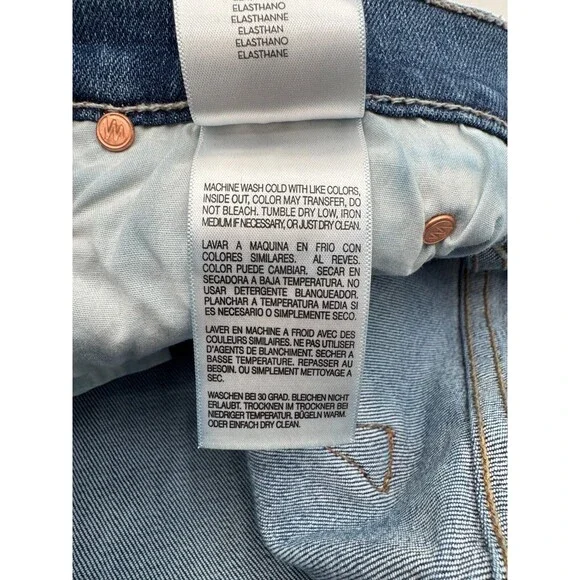 ELASTHANO
ELASTHANNE
ELASTHAN
ELASTHANO
ELASTHANE
MACHINE WASH COLD WITH LIKE COLORS,
INSIDE OUT, COLOR MAY TRANSFER, DO
NOT BLEACH. TUMBLE DRY LOW, IRON
MEDIUM IF NECESSARY, OR JUST DRY CLEAN.
LAVAR A MAQUINA EN FRIO CON
COLORES SIMILARES. AL REVES.
COLOR PUEDE CAMBIAR. SECAR EN
SECADORA A BAJA TEMPERATURA. NO
USAR DETERGENTE BLANQUEADOR.
PLANCHAR A TEMPERATURA MEDIA SI
ES NECESARIO O SIMPLEMENTE SECO.
LAVER EN MACHINE A FROID AVEC DES
COULEURS SIMILAIRES. NE PAS UTILISER
D'AGENTS DE BLANCHIMENT. SECHER A
BASSE TEMPERATURE. REPASSER AU
BESOIN. OU SIMPLEMENT METTOYAGE A
SEC.
WASCHEN BEI 30 GRAD. BLEICHEN NICHT
ERLAUBT. TROCKNEN IM TROCKNER BEI
NIEDRIGER TEMPERATUR. BÜGELN WARM.
ODER EINFACH DRY CLEAN.